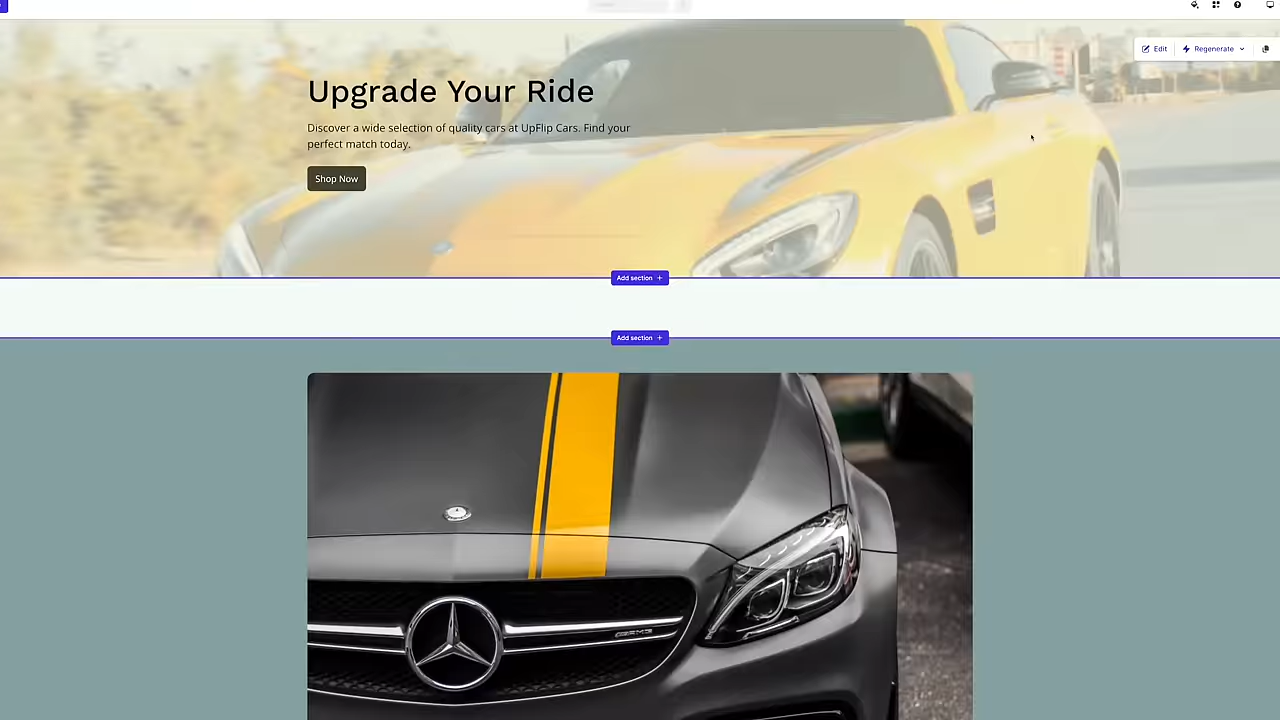 Edit
Regenerate
Upgrade Your Ride
Discover a wide selection of quality cars at UpFlip Cars. Find your
perfect match today.
Shop Now
Add section +
Add section +
AMG